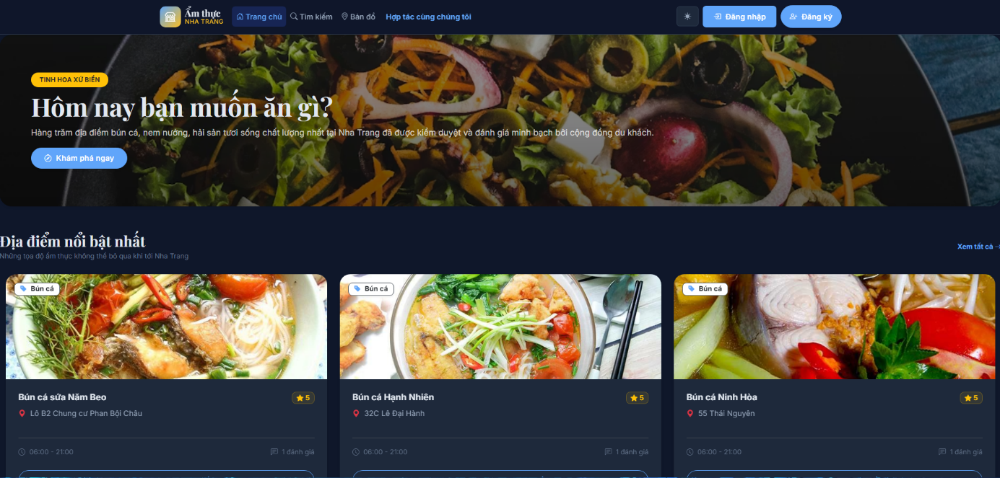 Ẩm thực
NHA TRANG
Trang chủ
Tìm kiếm
Bản đồ
Hợp tác cùng chúng tôi
Đăng nhập
Đăng ký
TINH HOA XỨ BIỂN
Hôm nay bạn muốn ăn gì?
Hàng trăm địa điểm bún cá, nem nướng, hải sản tươi sống chất lượng nhất tại Nha Trang đã được kiểm duyệt và đánh giá minh bạch bởi cộng đồng du khách.
Khám phá ngay
Địa điểm nổi bật nhất
Những tọa độ ẩm thực không thể bỏ qua khi tới Nha Trang
Xem tất cả
Bún cá
Bún cá
Bún cá
Bún cá sứa Năm Beo
5
Lô B2 Chung cư Phan Bội Châu
06:00 - 21:00
1 đánh giá
Bún cá Hạnh Nhiên
5
32C Lê Đại Hành
06:00 - 21:00
1 đánh giá
Bún cá Ninh Hòa
5
55 Thái Nguyên
06:00 - 21:00
1 đánh giá